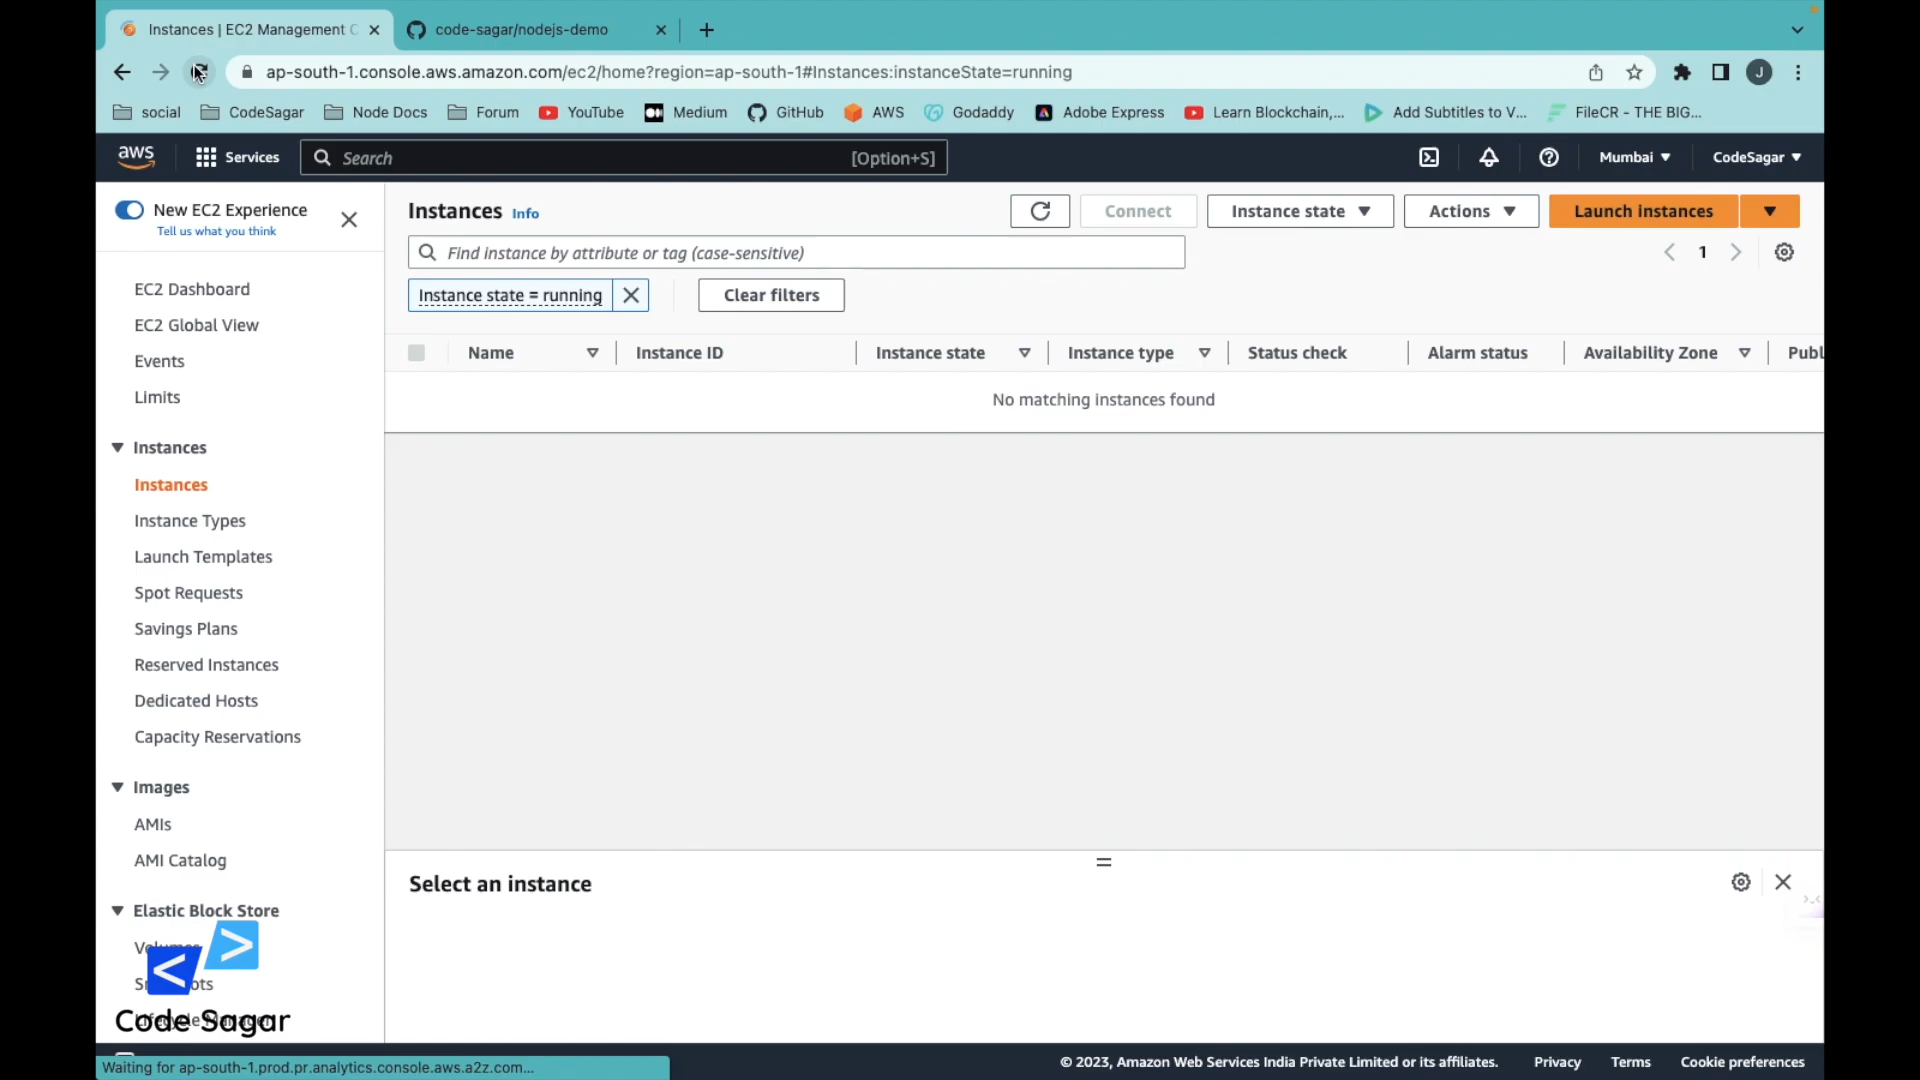 Instances | EC2 Management C
code-sagar/nodejs-demo
ap-south-1.console.aws.amazon.com/ec2/home?region=ap-south-1#Instances:instanceState=running
J
social CodeSagar Node Docs Forum YouTube Medium GitHub AWS Godaddy Adobe Express Learn Blockchain,... Add Subtitles to V... FileCR - THE BIG...
aws Services Search [Option+S] Mumbai CodeSagar
New EC2 Experience
Tell us what you think
EC2 Dashboard
EC2 Global View
Events
Limits
Instances
Instances
Instance Types
Launch Templates
Spot Requests
Savings Plans
Reserved Instances
Dedicated Hosts
Capacity Reservations
Images
AMIs
AMI Catalog
Elastic Block Store
Code Sagar
Instances Info Connect Instance state Actions Launch instances
Find instance by attribute or tag (case-sensitive) 1
Instance state = running Clear filters
Name Instance ID Instance state Instance type Status check Alarm status Availability Zone Publ
No matching instances found
Select an instance
Waiting for ap-south-1.prod.pr.analytics.console.aws.a2z.com...
© 2023, Amazon Web Services India Private Limited or its affiliates. Privacy Terms Cookie preferences